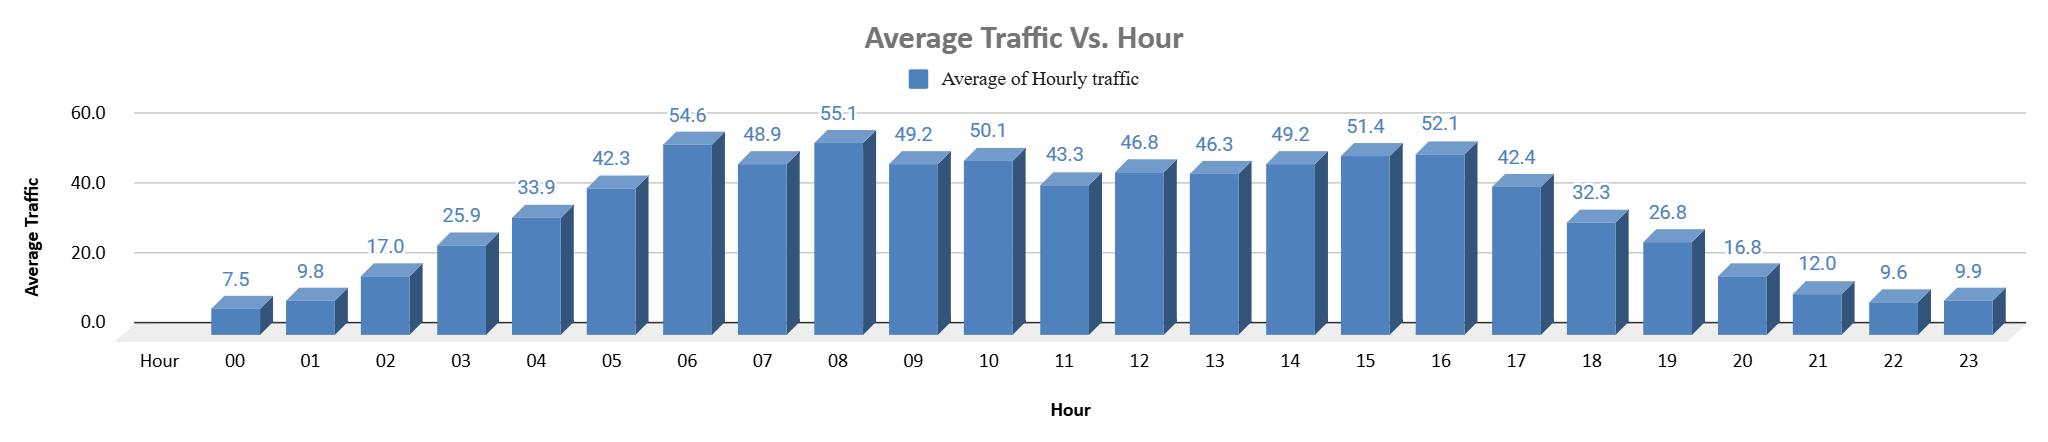 Average Traffic Vs. Hour
Average of Hourly traffic
60.0
40.0
20.0
0.0
Average Traffic
7.5 9.8 17.0 25.9 33.9 42.3 54.6 48.9 55.1 49.2 50.1 43.3 46.8 46.3 49.2 51.4 52.1 42.4 32.3 26.8 16.8 12.0 9.6 9.9
Hour 00 01 02 03 04 05 06 07 08 09 10 11 12 13 14 15 16 17 18 19 20 21 22 23
Hour